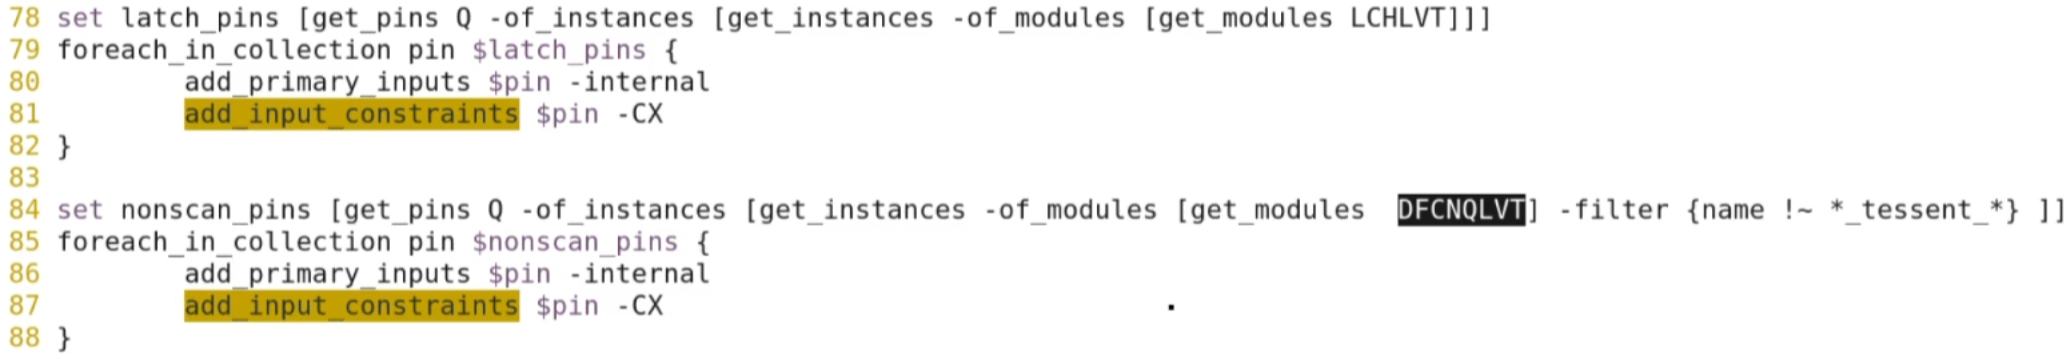 78 set latch_pins [get_pins Q -of_instances [get_instances -of_modules [get_modules LCHLVT]]]
79 foreach_in_collection pin $latch_pins {
80 add_primary_inputs $pin -internal
81 add_input_constraints $pin -CX
82 }
83
84 set nonscan_pins [get_pins Q -of_instances [get_instances -of_modules [get_modules  DFCNQLVT] -filter {name !~ *_tessent_*} ]]
85 foreach_in_collection pin $nonscan_pins {
86 add_primary_inputs $pin -internal
87 add_input_constraints $pin -CX
88 }